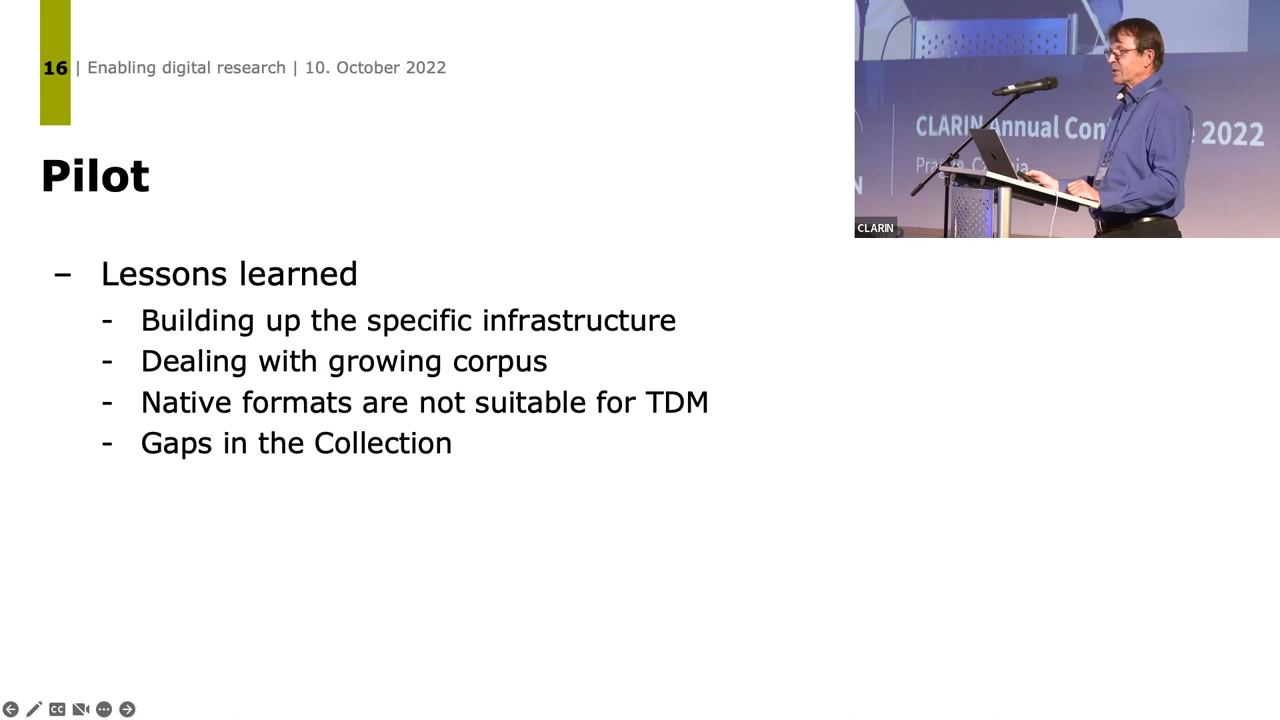 16 | Enabling digital research | 10. October 2022
Pilot
– Lessons learned
- Building up the specific infrastructure
- Dealing with growing corpus
- Native formats are not suitable for TDM
- Gaps in the Collection
CLARIN Annual Con 2022
CLARIN
CC